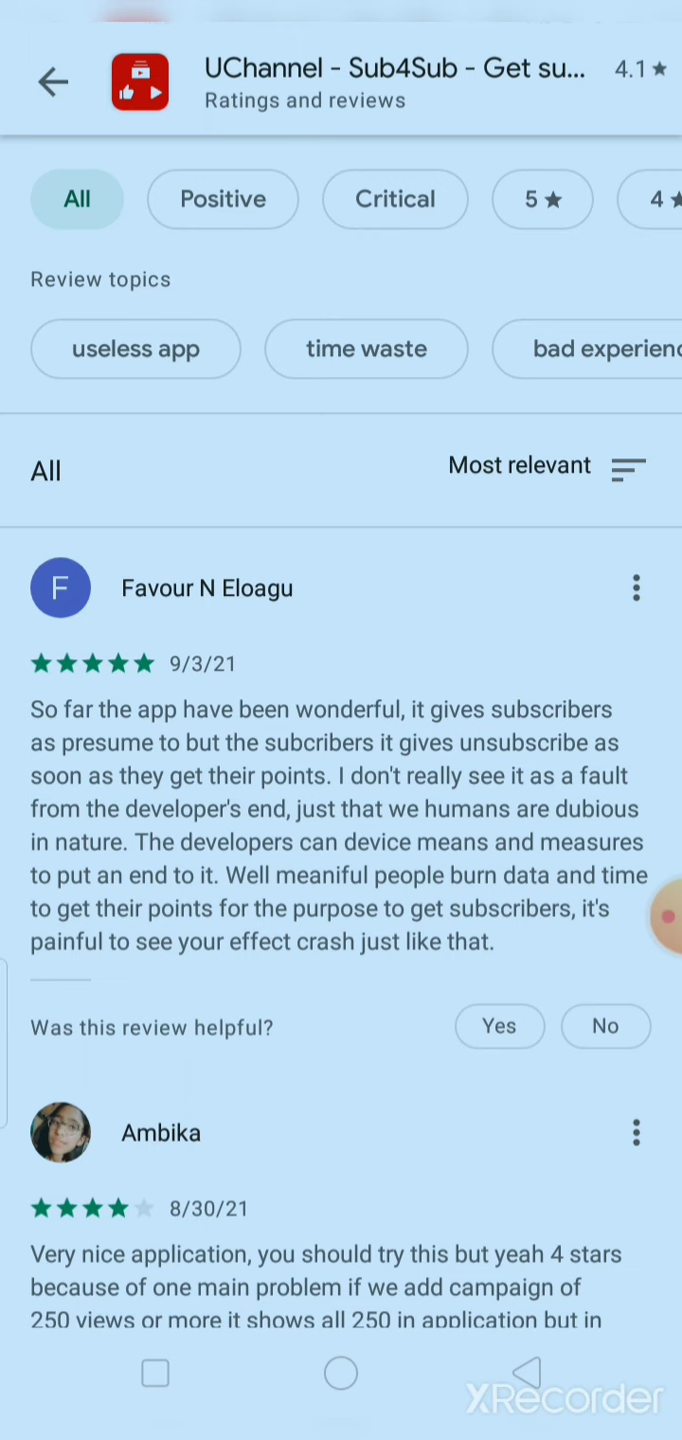 UChannel - Sub4Sub - Get su... 4.1★
Ratings and reviews
All Positive Critical 5★ 4★
Review topics
useless app time waste bad experienc
All Most relevant
F Favour N Eloagu
9/3/21
So far the app have been wonderful, it gives subscribers
as presume to but the subcribers it gives unsubscribe as
soon as they get their points. I don't really see it as a fault
from the developer's end, just that we humans are dubious
in nature. The developers can device means and measures
to put an end to it. Well meaniful people burn data and time
to get their points for the purpose to get subscribers, it's
painful to see your effect crash just like that.
Was this review helpful? Yes No
Ambika
8/30/21
Very nice application, you should try this but yeah 4 stars
because of one main problem if we add campaign of
250 views or more it shows all 250 in application but in
XRecorder